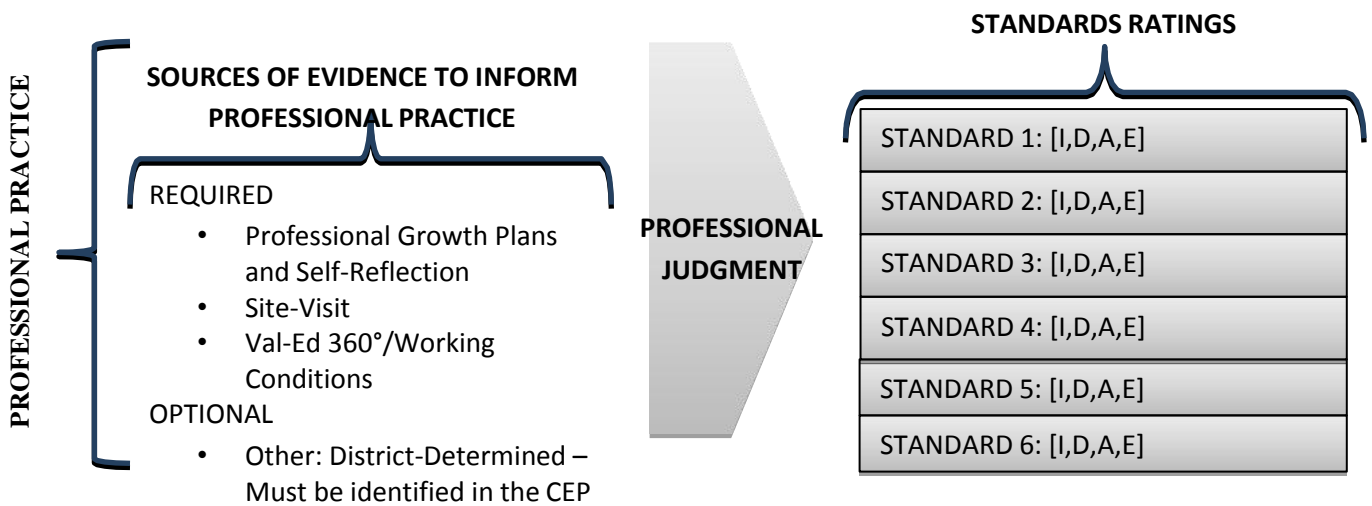 PROFESSIONAL PRACTICE
SOURCES OF EVIDENCE TO INFORM
PROFESSIONAL PRACTICE
REQUIRED
• Professional Growth Plans
and Self-Reflection
• Site-Visit
• Val-Ed 360°/Working
Conditions
OPTIONAL
• Other: District-Determined –
Must be identified in the CEP
PROFESSIONAL
JUDGMENT
STANDARDS RATINGS
STANDARD 1: [I,D,A,E]
STANDARD 2: [I,D,A,E]
STANDARD 3: [I,D,A,E]
STANDARD 4: [I,D,A,E]
STANDARD 5: [I,D,A,E]
STANDARD 6: [I,D,A,E]